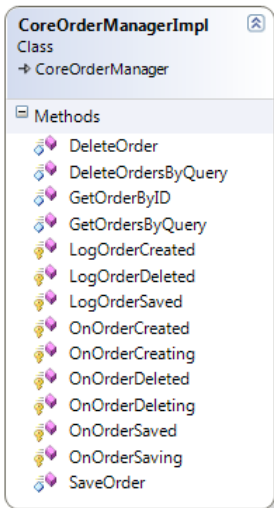 CoreOrderManagerImpl
Class
CoreOrderManager
Methods
DeleteOrder
DeleteOrdersByQuery
GetOrderByID
GetOrdersByQuery
LogOrderCreated
LogOrderDeleted
LogOrderSaved
OnOrderCreated
OnOrderCreating
OnOrderDeleted
OnOrderDeleting
OnOrderSaved
OnOrderSaving
SaveOrder